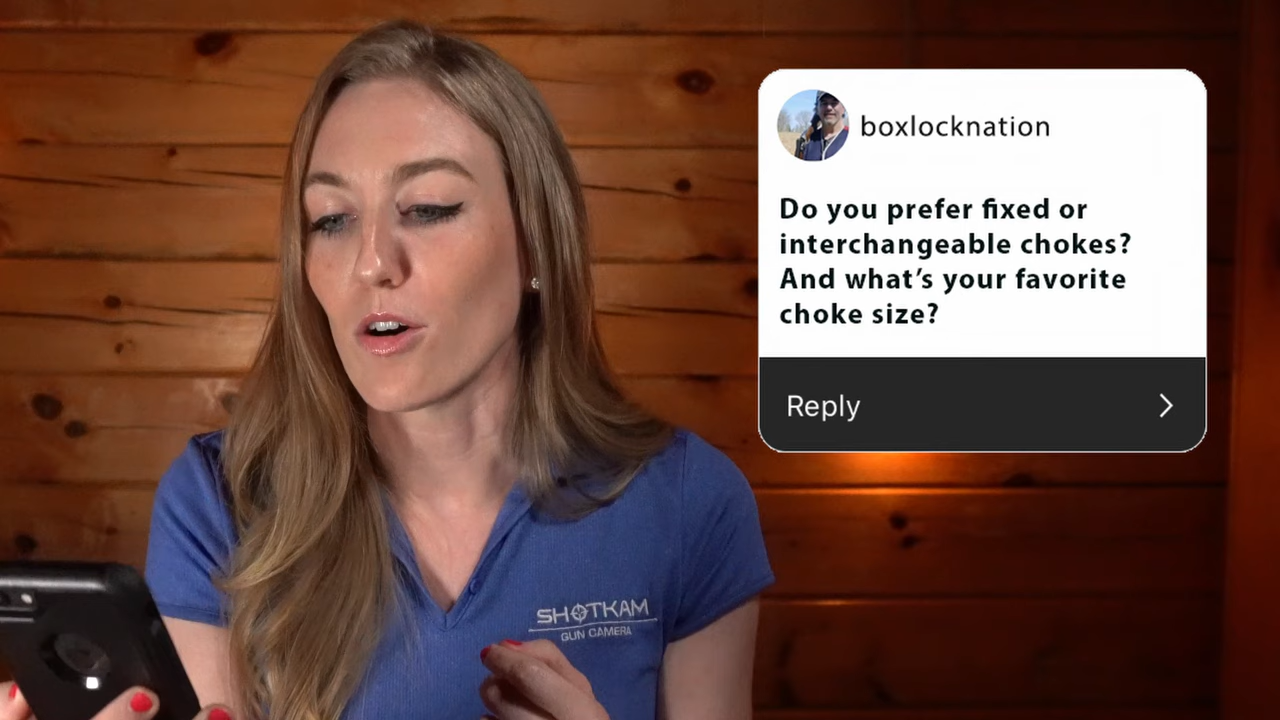 boxlocknation
Do you prefer fixed or
interchangeable chokes?
And what's your favorite
choke size?
Reply
SHOTKAM
GUN CAMERA